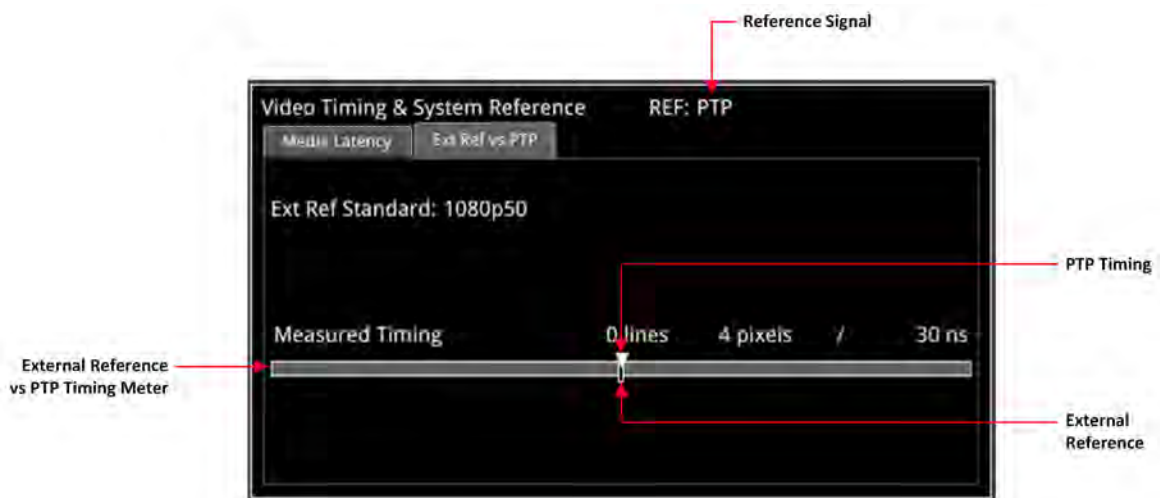 Reference Signal
Video Timing & System Reference REF: PTP
Media Latency Ext Ref vs PTP
Ext Ref Standard: 1080p50
PTP Timing
Measured Timing 0 lines 4 pixels / 30 ns
External Reference
vs PTP Timing Meter
External
Reference